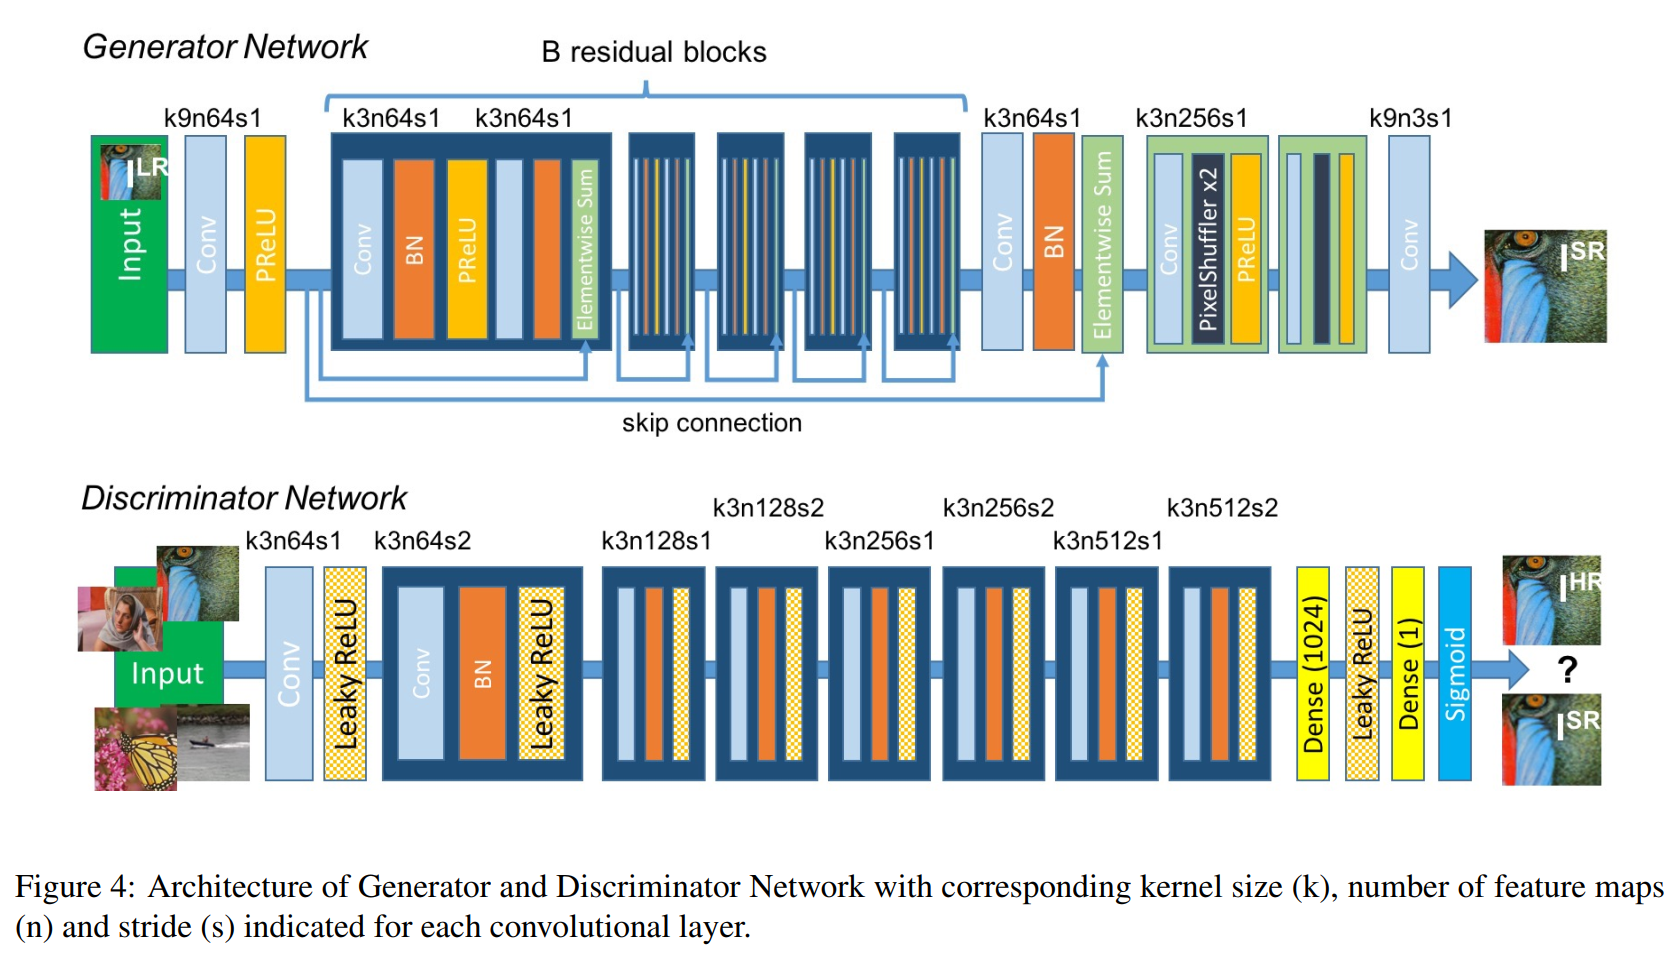 Generator Network
B residual blocks
k9n64s1
k3n64s1
k3n64s1
k3n64s1
k3n256s1
k9n3s1
I LR
Input
Conv
PReLU
Conv
BN
PReLU
Elementwise Sum
Conv
BN
Elementwise Sum
Conv
PixelShuffler x2
PReLU
Conv
I SR
skip connection
Discriminator Network
k3n64s1
k3n64s2
k3n128s1
k3n128s2
k3n256s1
k3n256s2
k3n512s1
k3n512s2
Input
Conv
Leaky ReLU
Conv
BN
Leaky ReLU
Dense (1024)
Leaky ReLU
Dense (1)
Sigmoid
I HR
?
I SR
Figure 4: Architecture of Generator and Discriminator Network with corresponding kernel size (k), number of feature maps
(n) and stride (s) indicated for each convolutional layer.